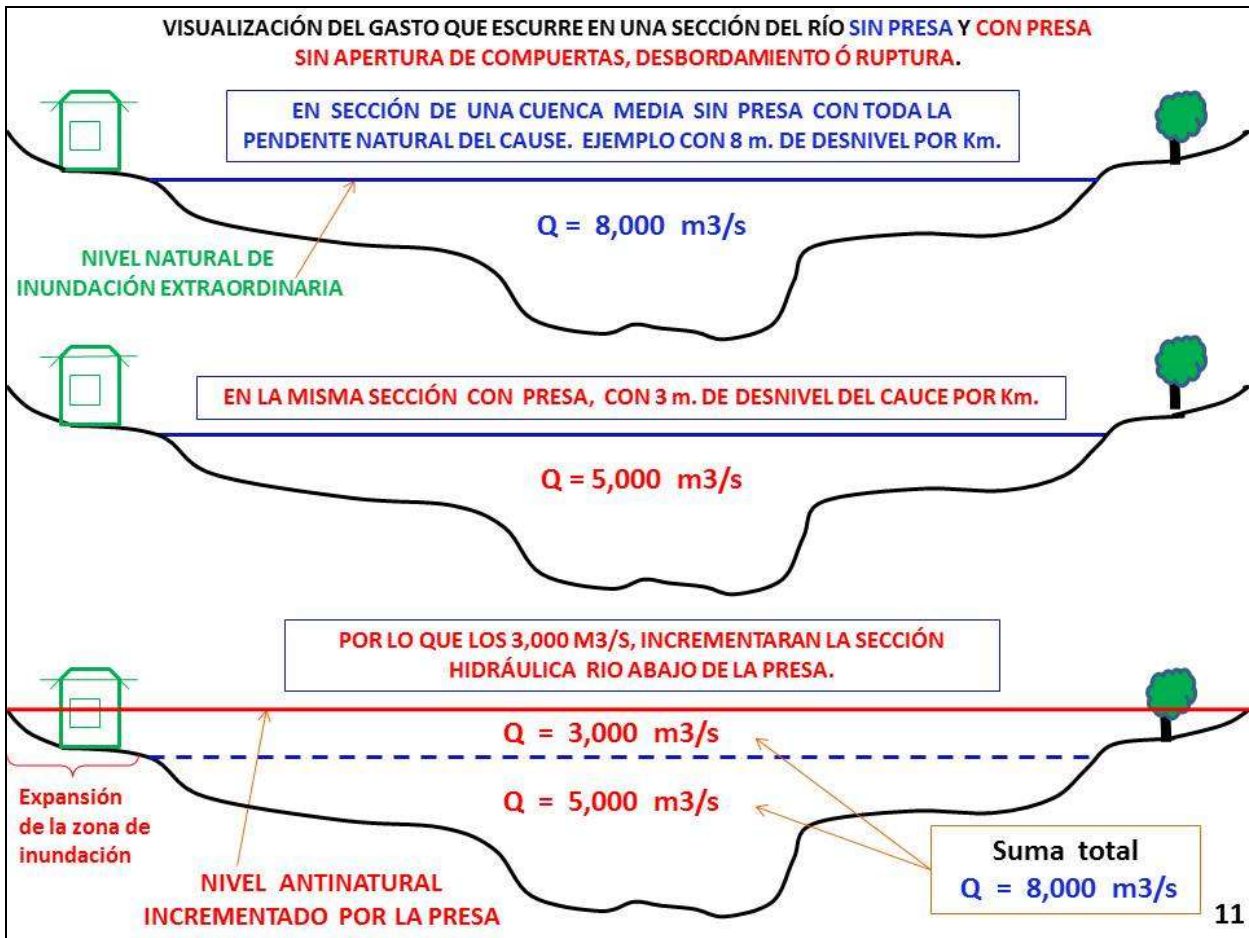 VISUALIZACIÓN DEL GASTO QUE ESCURRE EN UNA SECCIÓN DEL RÍO SIN PRESA Y CON PRESA
SIN APERTURA DE COMPUERTAS, DESBORDAMIENTO Ó RUPTURA.
EN SECCIÓN DE UNA CUENCA MEDIA SIN PRESA CON TODA LA
PENDENTE NATURAL DEL CAUSE. EJEMPLO CON 8 m. DE DESNIVEL POR Km.
Q = 8,000 m3/s
NIVEL NATURAL DE
INUNDACIÓN EXTRAORDINARIA
EN LA MISMA SECCIÓN CON PRESA, CON 3 m. DE DESNIVEL DEL CAUCE POR Km.
Q = 5,000 m3/s
POR LO QUE LOS 3,000 M3/S, INCREMENTARAN LA SECCIÓN
HIDRÁULICA RIO ABAJO DE LA PRESA.
Q = 3,000 m3/s
Q = 5,000 m3/s
Expansión
de la zona de
inundación
NIVEL ANTINATURAL
INCREMENTADO POR LA PRESA
Suma total
Q = 8,000 m3/s
11